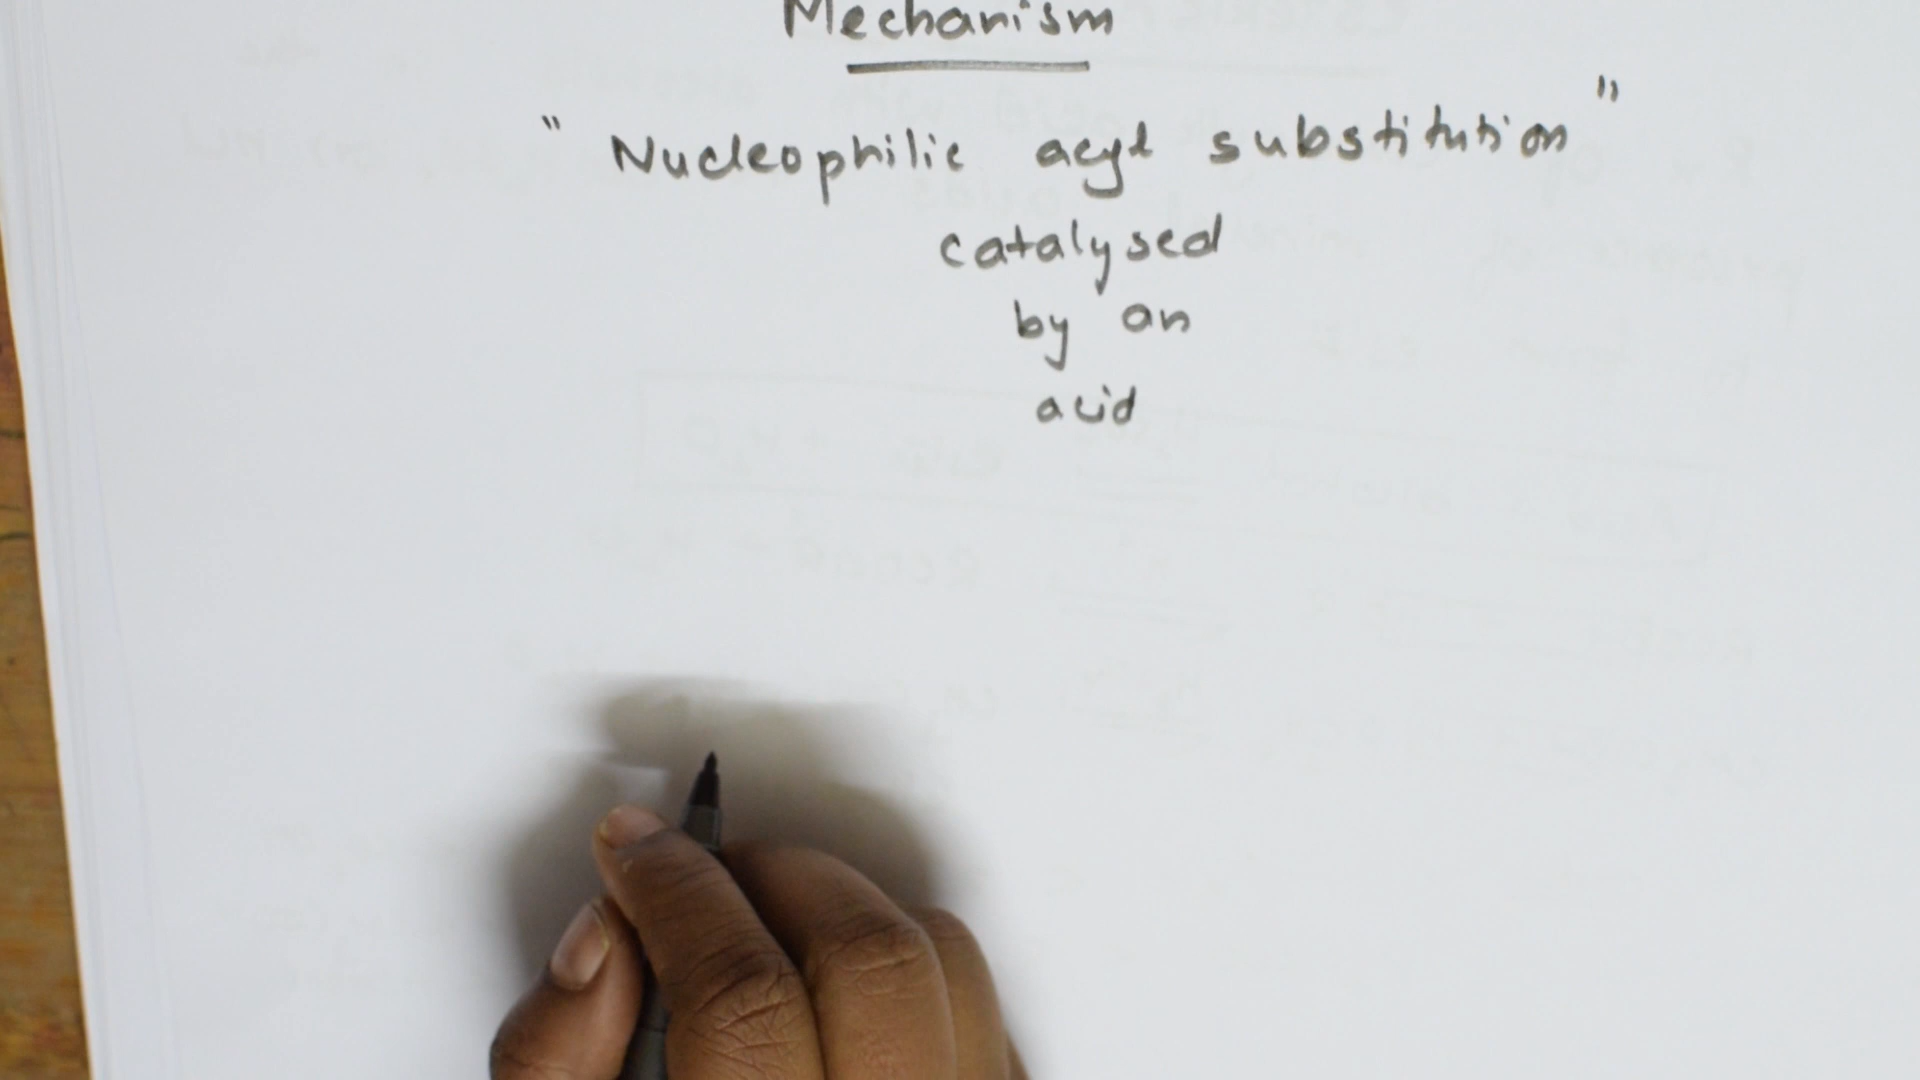 Mechanism
" Nucleophilic acyl substitution "
catalysed
by an
acid